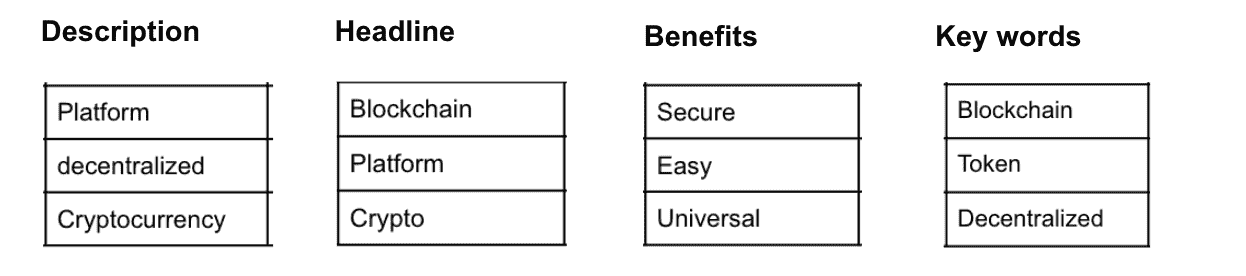 Description
Headline
Benefits
Key words
Platform
Blockchain
Secure
Blockchain
decentralized
Platform
Easy
Token
Cryptocurrency
Crypto
Universal
Decentralized